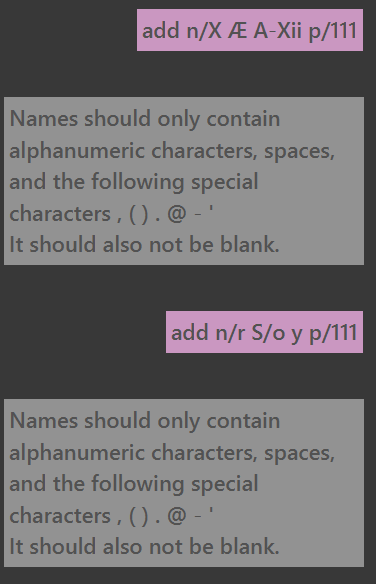 add n/X Æ A-Xii p/111
Names should only contain
alphanumeric characters, spaces,
and the following special
characters , ( ) . @ - '
It should also not be blank.
add n/r S/o y p/111
Names should only contain
alphanumeric characters, spaces,
and the following special
characters , ( ) . @ - '
It should also not be blank.